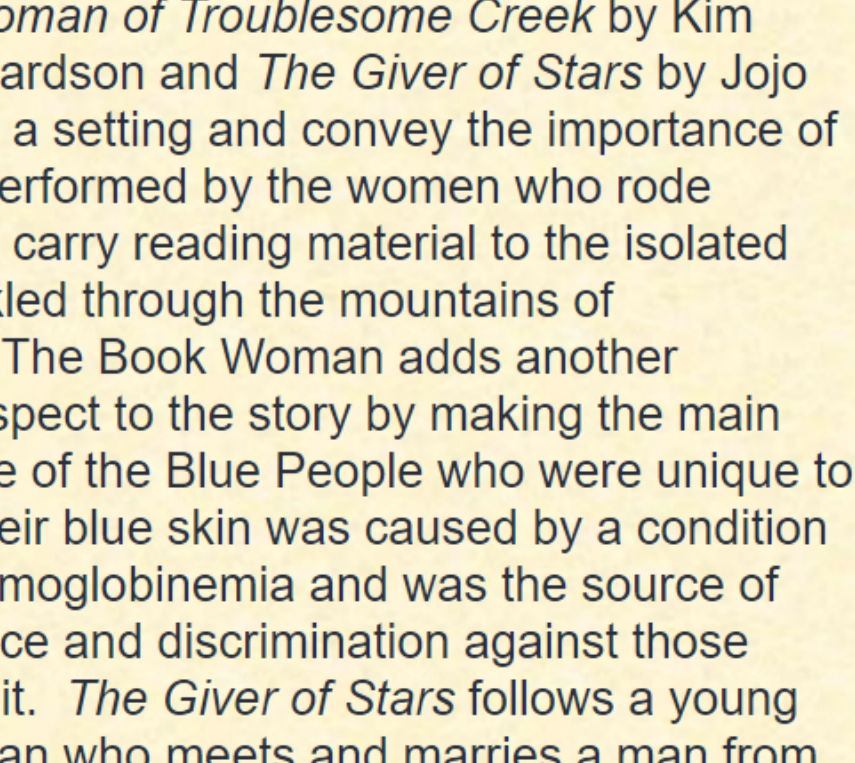 oman of Troublesome Creek by Kim
ardson and The Giver of Stars by Jojo
a setting and convey the importance of
erformed by the women who rode
carry reading material to the isolated
kled through the mountains of
The Book Woman adds another
spect to the story by making the main
e of the Blue People who were unique to
eir blue skin was caused by a condition
moglobinemia and was the source of
ce and discrimination against those
it.  The Giver of Stars follows a young
an who meets and marries a man from